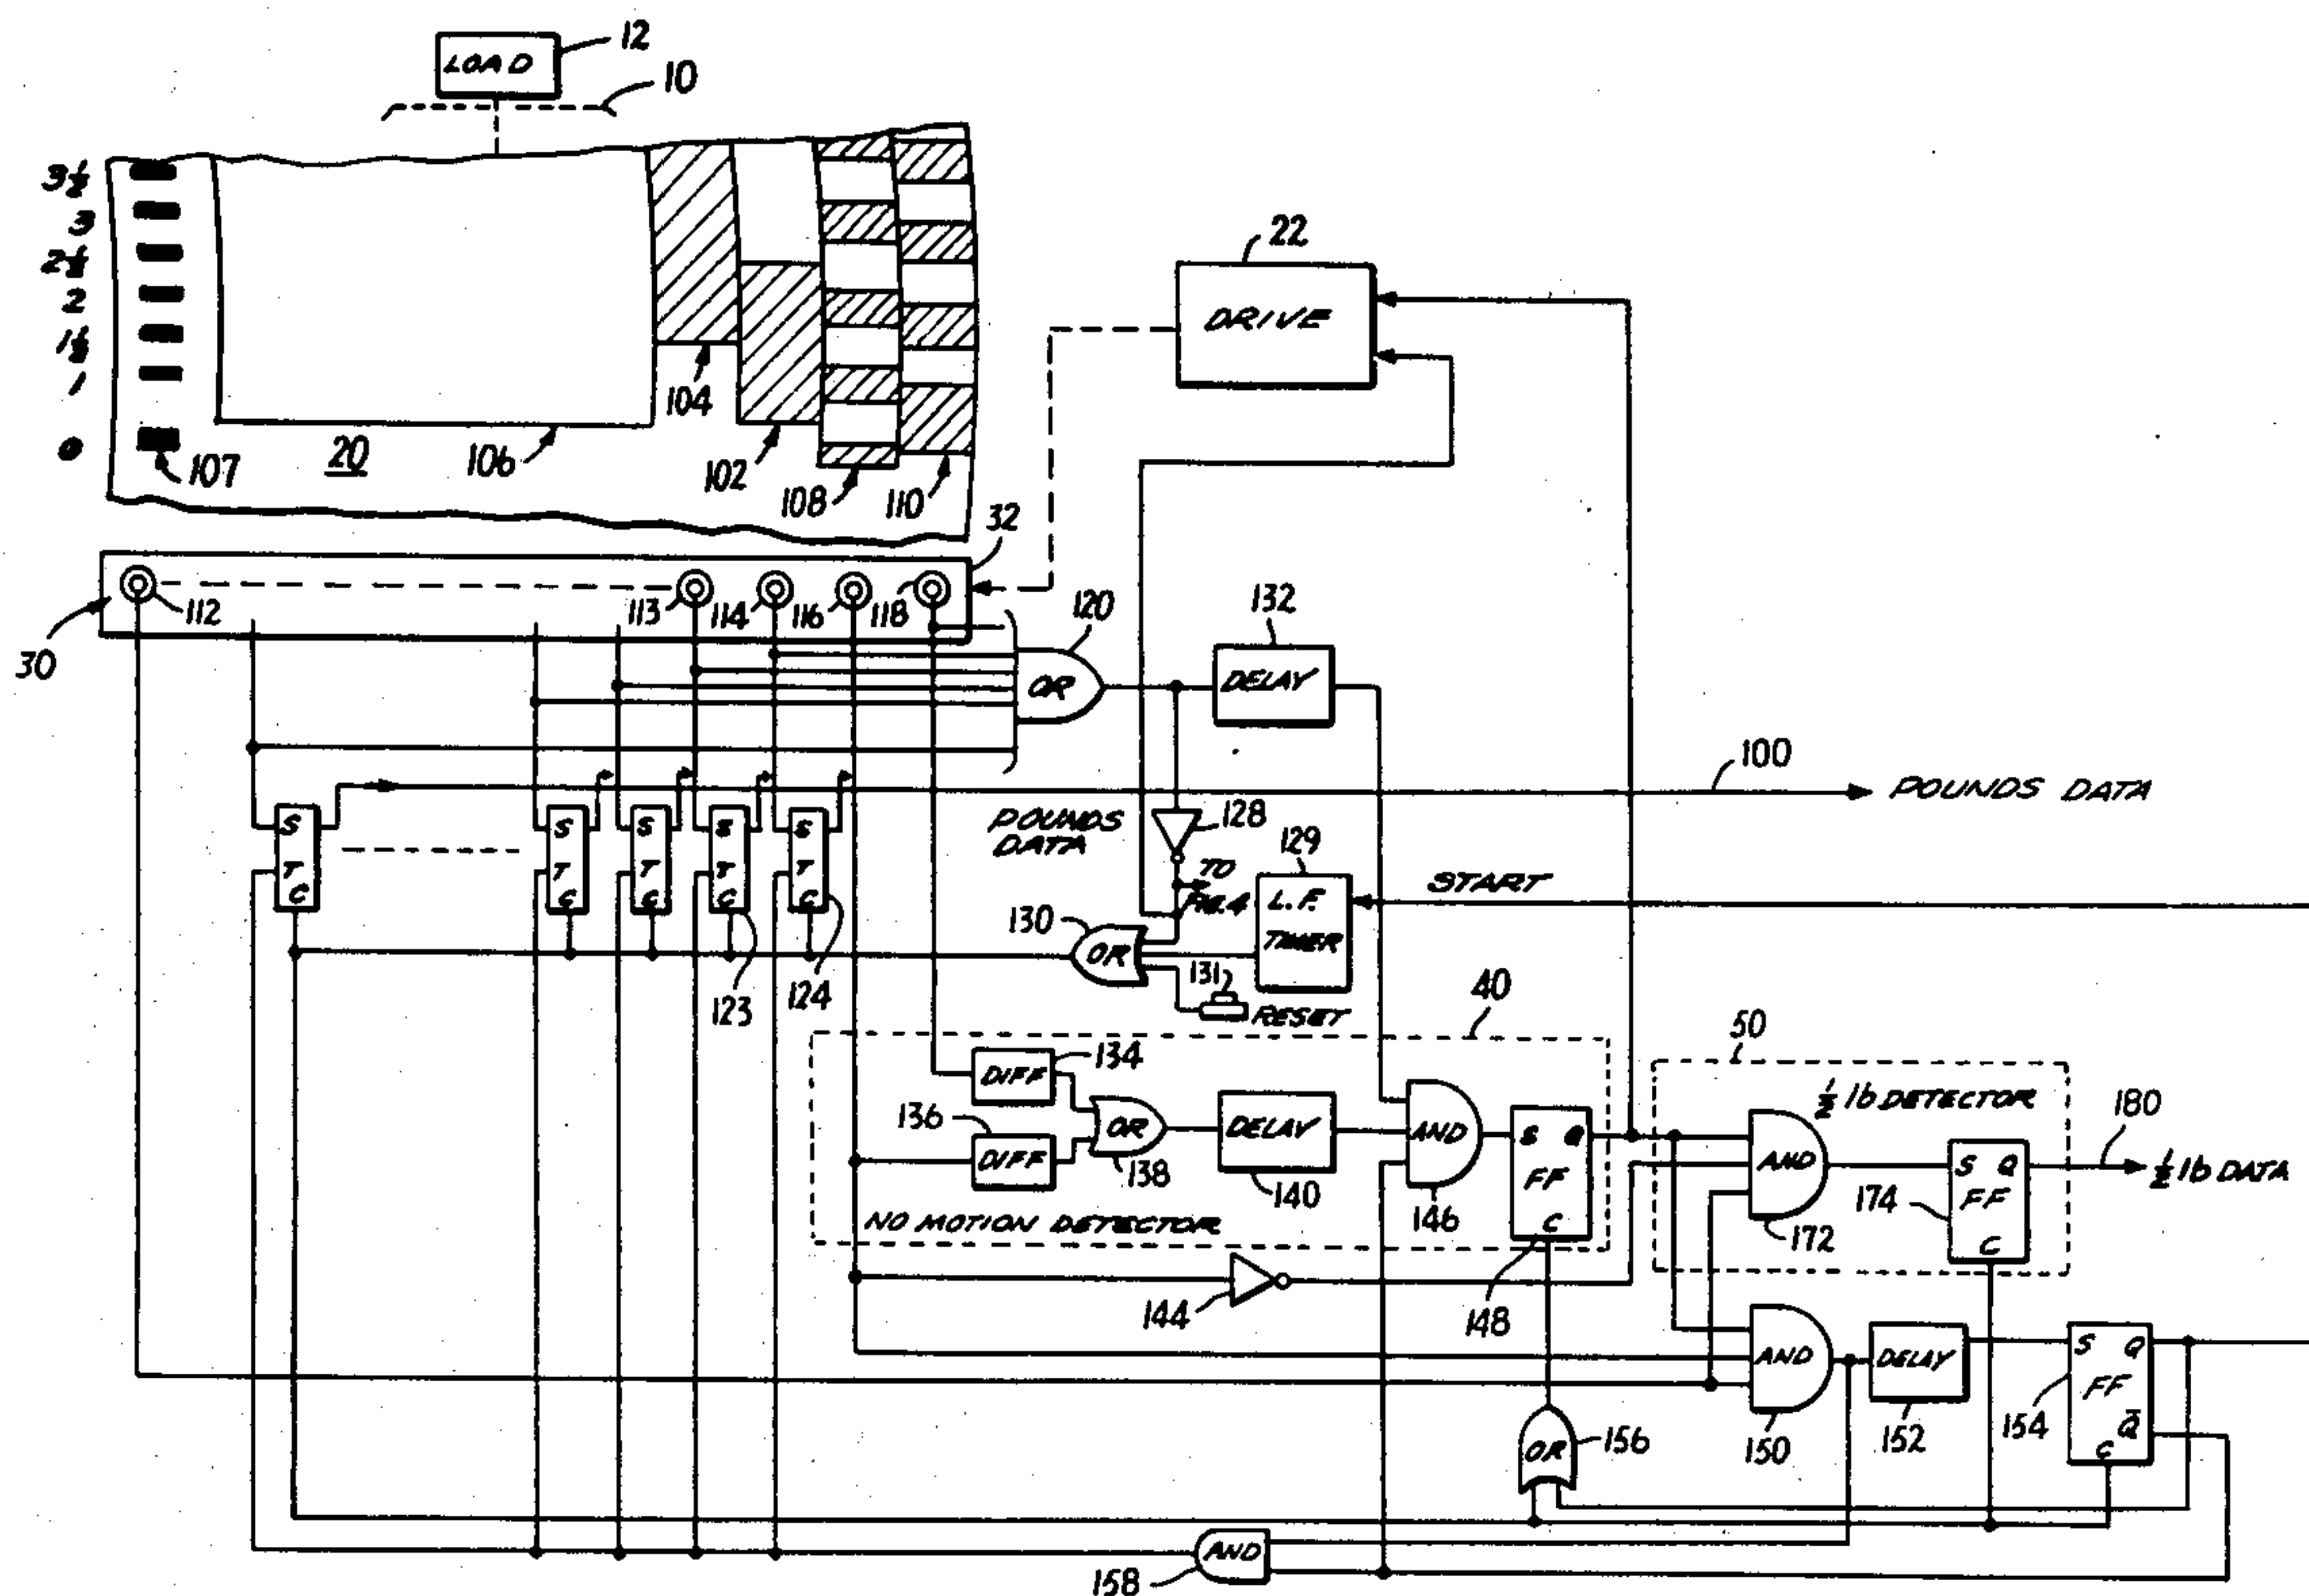 LOAD
12
10
3½
3
2½
2
1½
1
0
107
20
106
104
102
108
110
22
DRIVE
32
30
112
113
114
116
118
120
OR
132
DELAY
100
POUNDS DATA
POUNDS
DATA
128
129
TO
FIG.4
L.F.
TIMER
START
S
T
C
S
T
C
S
T
C
S
T
C
S
T
C
123
124
130
OR
131
RESET
40
50
134
DIFF
136
DIFF
OR
138
DELAY
140
AND
146
S Q
FF
C
148
NO MOTION DETECTOR
½ lb DETECTOR
AND
172
S Q
FF
C
174
180
½ lb DATA
144
AND
150
DELAY
152
S Q
FF
Q̅
C
154
OR
156
AND
158